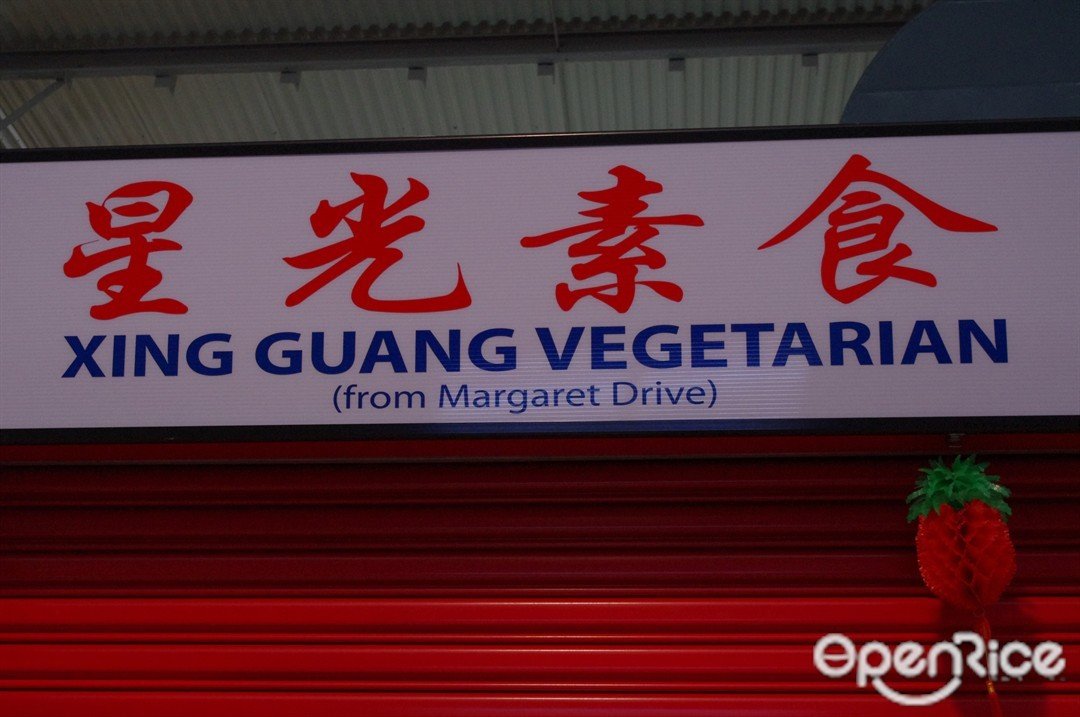 星光素食
XING GUANG VEGETARIAN
(from Margaret Drive)
OpenRice